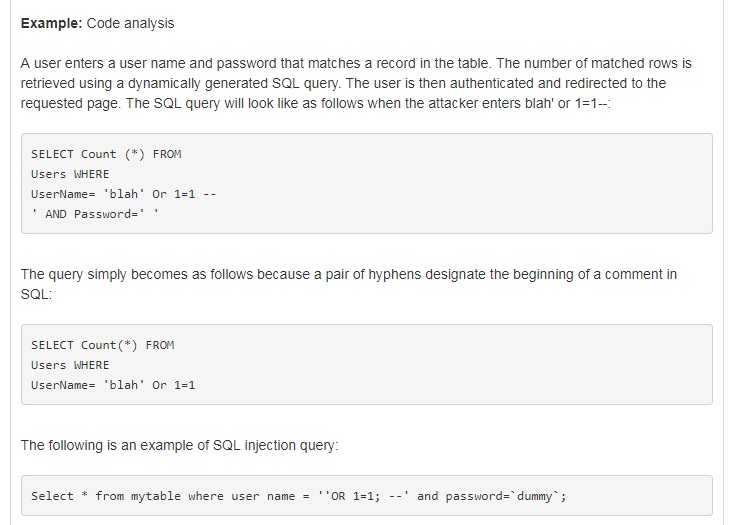 Example: Code analysis
A user enters a user name and password that matches a record in the table. The number of matched rows is
retrieved using a dynamically generated SQL query. The user is then authenticated and redirected to the
requested page. The SQL query will look like as follows when the attacker enters blah' or 1=1--:
SELECT Count (*) FROM
Users WHERE
UserName= 'blah' Or 1=1 --
' AND Password=' '
The query simply becomes as follows because a pair of hyphens designate the beginning of a comment in
SQL:
SELECT Count(*) FROM
Users WHERE
UserName= 'blah' Or 1=1
The following is an example of SQL injection query:
Select * from mytable where user name = ''OR 1=1; --' and password=`dummy`;